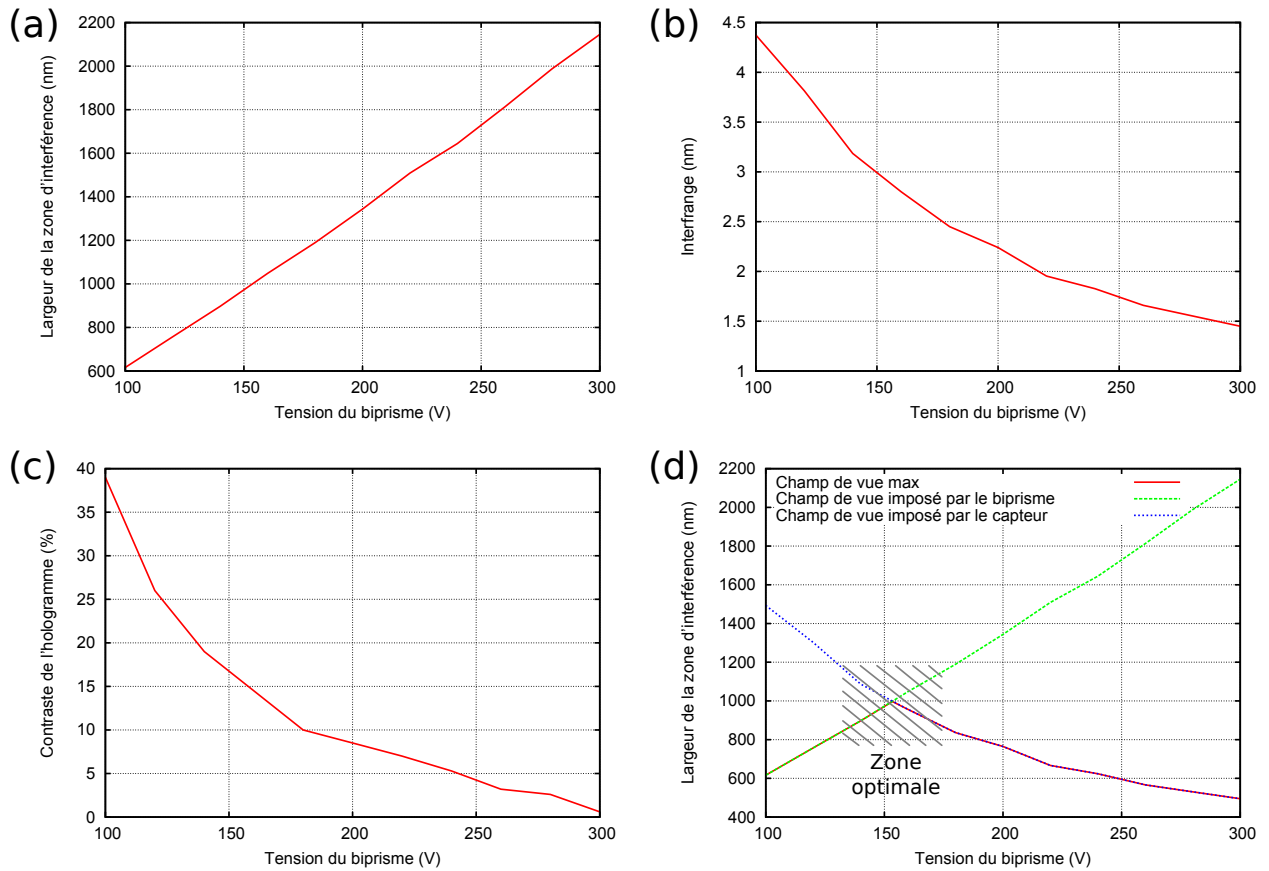 (a)
Largeur de la zone d'interférence (nm)
2200
2000
1800
1600
1400
1200
1000
800
600
100 150 200 250 300
Tension du biprisme (V)
(b)
Interfrange (nm)
4.5
4
3.5
3
2.5
2
1.5
1
100 150 200 250 300
Tension du biprisme (V)
(c)
Contraste de l'hologramme (%)
40
35
30
25
20
15
10
5
0
100 150 200 250 300
Tension du biprisme (V)
(d)
Largeur de la zone d'interférence (nm)
2200
2000
1800
1600
1400
1200
1000
800
600
400
Champ de vue max
Champ de vue imposé par le biprisme
Champ de vue imposé par le capteur
Zone
optimale
100 150 200 250 300
Tension du biprisme (V)